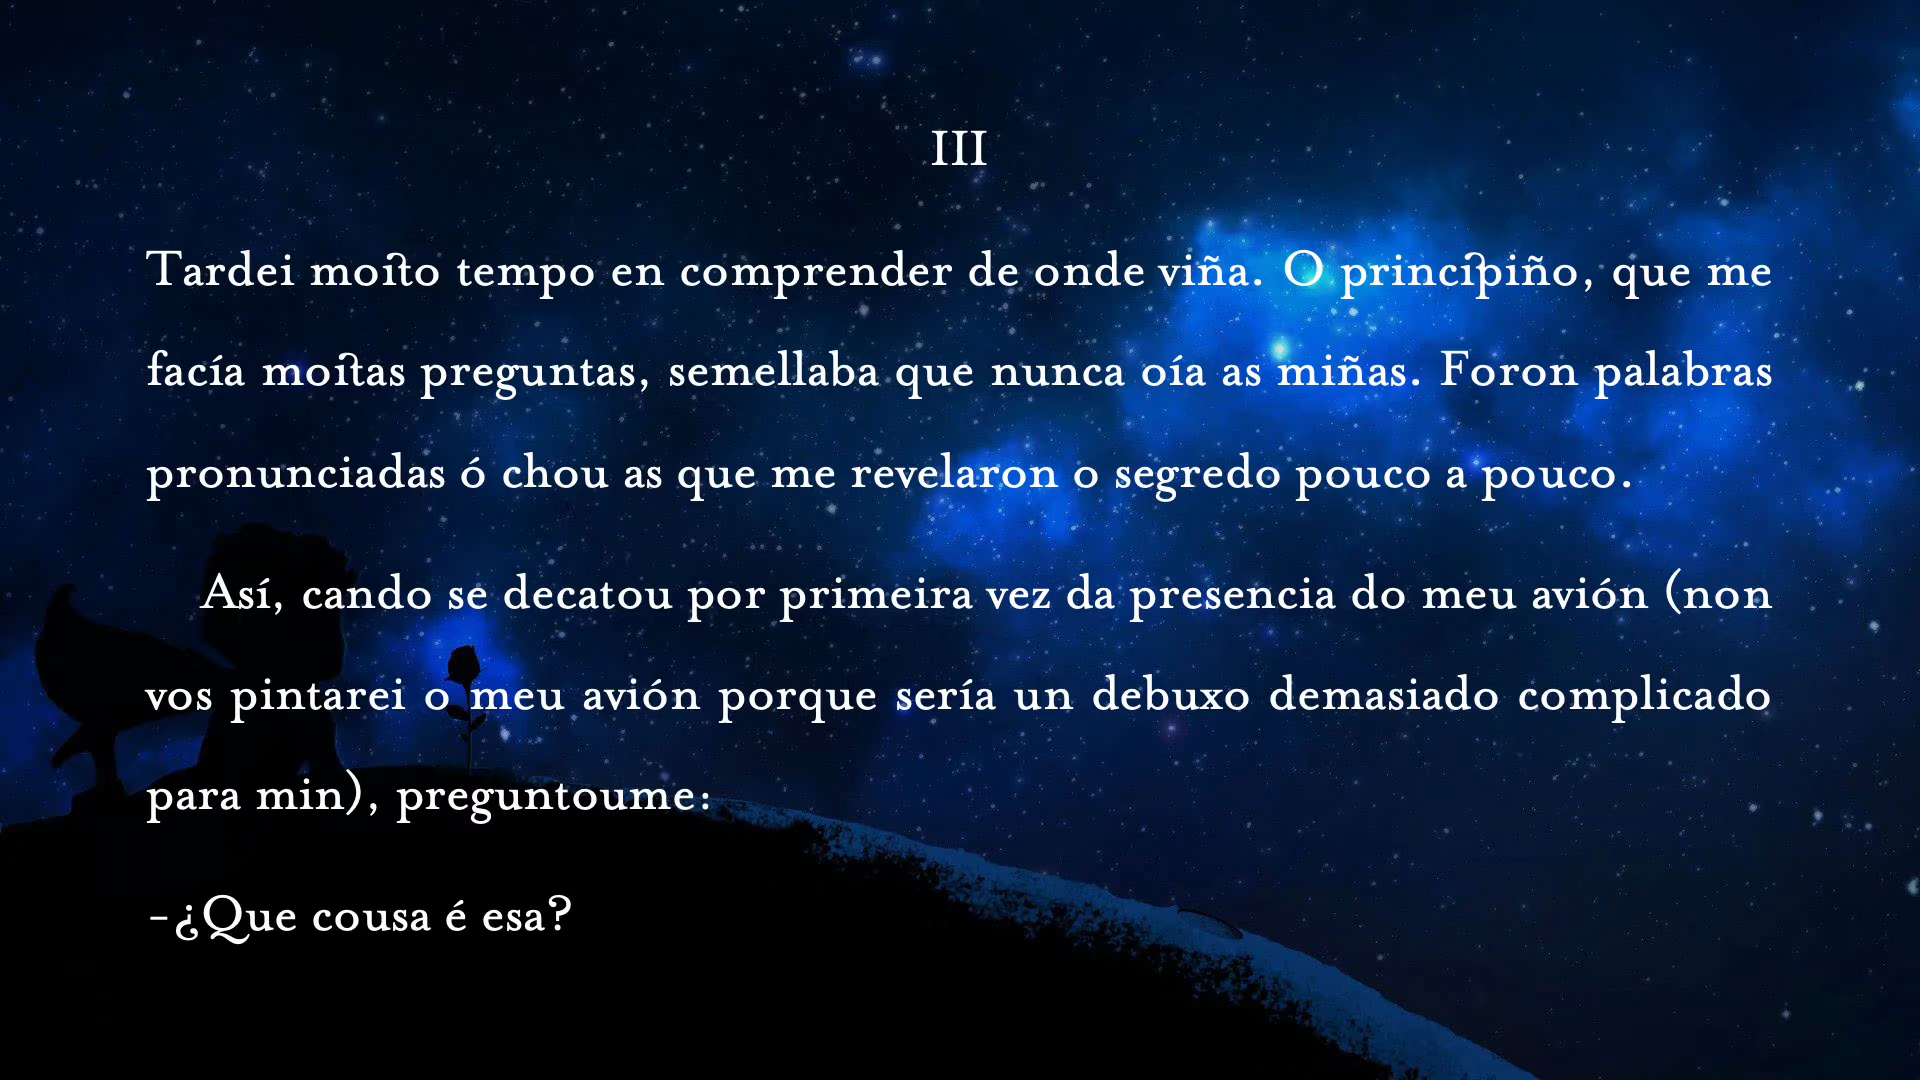 III
Tardei moito tempo en comprender de onde viña. O principiño, que me
facía moitas preguntas, semellaba que nunca oía as miñas. Foron palabras
pronunciadas ó chou as que me revelaron o segredo pouco a pouco.
Así, cando se decatou por primeira vez da presencia do meu avión (non
vos pintarei o meu avión porque sería un debuxo demasiado complicado
para min), preguntoume:
-¿Que cousa é esa?